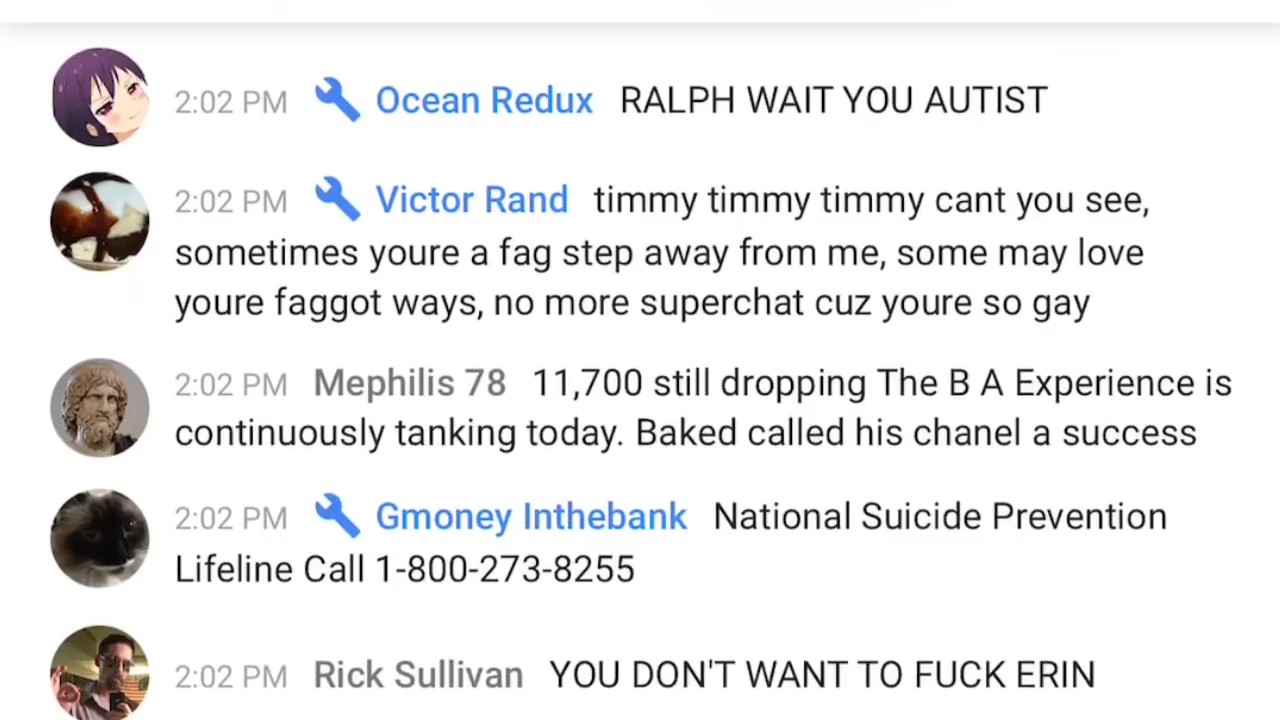 2:02 PM Ocean Redux RALPH WAIT YOU AUTIST
2:02 PM Victor Rand timmy timmy timmy cant you see,
sometimes youre a fag step away from me, some may love
youre faggot ways, no more superchat cuz youre so gay
2:02 PM Mephilis 78 11,700 still dropping The B A Experience is
continuously tanking today. Baked called his chanel a success
2:02 PM Gmoney Inthebank National Suicide Prevention
Lifeline Call 1-800-273-8255
2:02 PM Rick Sullivan YOU DON'T WANT TO FUCK ERIN